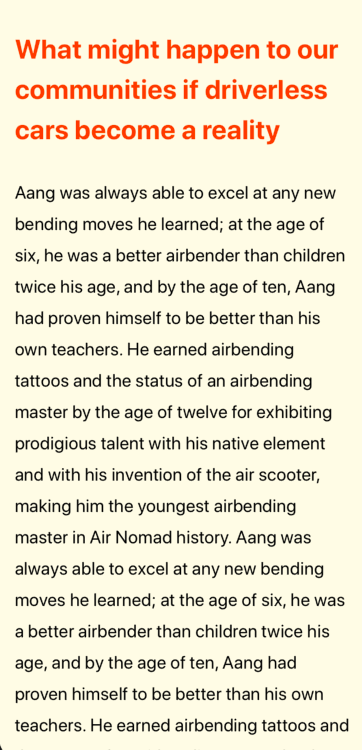 What might happen to our
communities if driverless
cars become a reality
Aang was always able to excel at any new
bending moves he learned; at the age of
six, he was a better airbender than children
twice his age, and by the age of ten, Aang
had proven himself to be better than his
own teachers. He earned airbending
tattoos and the status of an airbending
master by the age of twelve for exhibiting
prodigious talent with his native element
and with his invention of the air scooter,
making him the youngest airbending
master in Air Nomad history. Aang was
always able to excel at any new bending
moves he learned; at the age of six, he was
a better airbender than children twice his
age, and by the age of ten, Aang had
proven himself to be better than his own
teachers. He earned airbending tattoos and